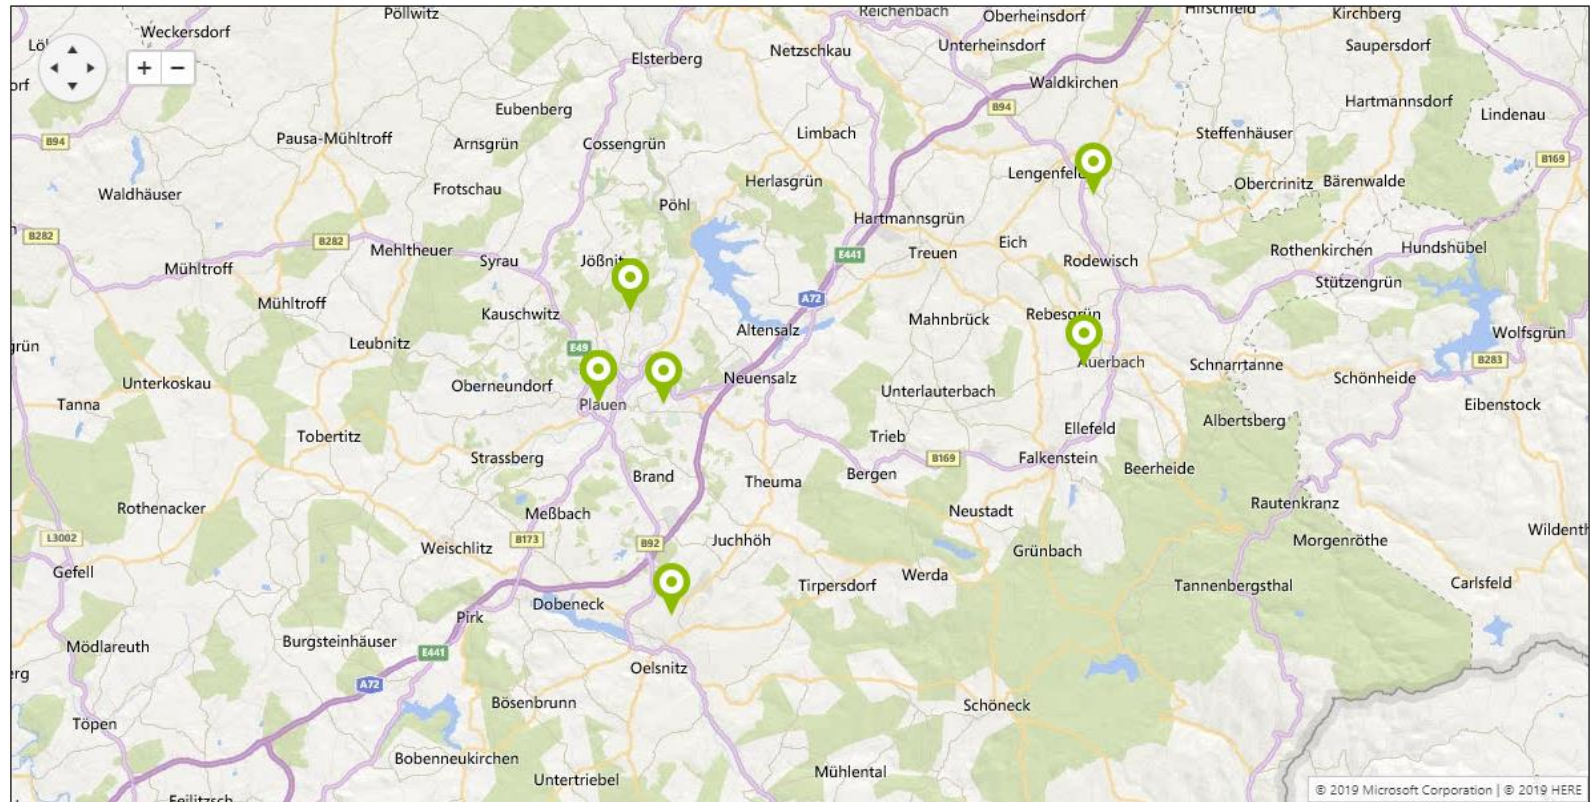 Pöllwitz
Reichenbach
Oberheinsdorf
Hirschfeld
Kirchberg
Weckersdorf
Unterheinsdorf
Saupersdorf
Netzschkau
Elsterberg
+
−
Waldkirchen
Eubenberg
B94
Hartmannsdorf
Lindenau
B94
Pausa-Mühltroff
Arnsgrün
Cossengrün
Limbach
Steffenhäuser
B169
Waldhäuser
Frotschau
Herlasgrün
Lengenfeld
Obercrinitz
Bärenwalde
Pöhl
Hartmannsgrün
B282
B282
Mehltheuer
Eich
Treuen
E441
Rothenkirchen
Hundshübel
Mühltroff
Syrau
Jößnitz
Rodewisch
Stützengrün
A72
Mühltroff
Kauschwitz
Mahnbrück
Rebesgrün
Altensalz
Wolfsgrün
grün
Leubnitz
E49
B283
Auerbach
Schnarrtanne
Unterkoskau
Oberneundorf
Neuensalz
Unterlauterbach
Schönheide
Tanna
Plauen
Eibenstock
Albertsberg
Tobertitz
Trieb
Ellefeld
Strassberg
B169
Falkenstein
Beerheide
Brand
Theuma
Bergen
Rothenacker
Meßbach
Neustadt
Rautenkranz
L3002
B173
B92
Juchhöh
Morgenröthe
Wildenth
Weischlitz
Grünbach
Gefell
Tirpersdorf
Werda
Tannenbergsthal
Carlsfeld
Dobeneck
Pirk
Mödlareuth
Burgsteinhäuser
E441
Oelsnitz
erg
A72
Bösenbrunn
Schöneck
Töpen
Bobenneukirchen
Untertriebel
Mühlental
Feilitzsch
© 2019 Microsoft Corporation | © 2019 HERE